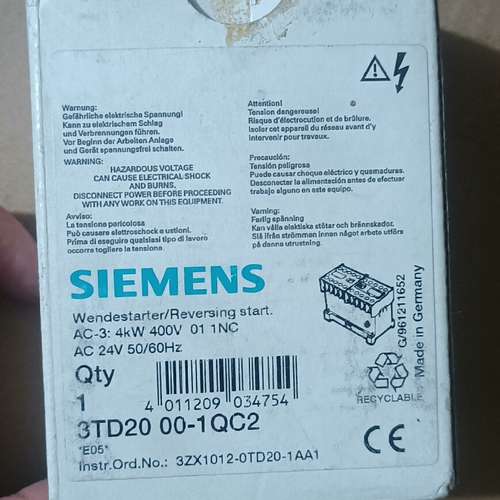 Warnung:
Gefährliche elektrische Spannung!
Kann zu elektrischem Schlag
und Verbrennungen führen.
Vor Beginn der Arbeiten Anlage
und Gerät spannungsfrei schalten.
WARNING:
HAZARDOUS VOLTAGE
CAN CAUSE ELECTRICAL SHOCK
AND BURNS.
DISCONNECT POWER BEFORE PROCEEDING
WITH ANY WORK ON THIS EQUIPMENT.
Avviso:
La tensione pericolosa
Può causare elettroshock e ustioni.
Prima di eseguire qualsiasi tipo di lavoro
occorre togliere la tensione.
Attention!
Tension dangereuse!
Risque d'électrocution et de brûlure.
Isoler cet appareil du réseau avant d'y
intervenir pour travaux.
Precaución:
Tensión peligrosa
Puede causar choque eléctrico y quemaduras.
Desconectar la alimentación antes de efectuar
trabajo alguno en este equipo.
Varning:
Farlig spänning
Kan vålla elektiska stötar och brännskador.
Slå ifrån strömmen innan något arbete utförs
på danna utrustning.
SIEMENS
Wendestarter/Reversing start.
AC-3: 4kW 400V 01 1NC
AC 24V 50/60Hz
Qty
1
4 011209 034754
3TD20 00-1QC2
*E05*
Instr.Ord.No.: 3ZX1012-0TD20-1AA1
G/961211652
Made in Germany
RECYCLABLE
CE